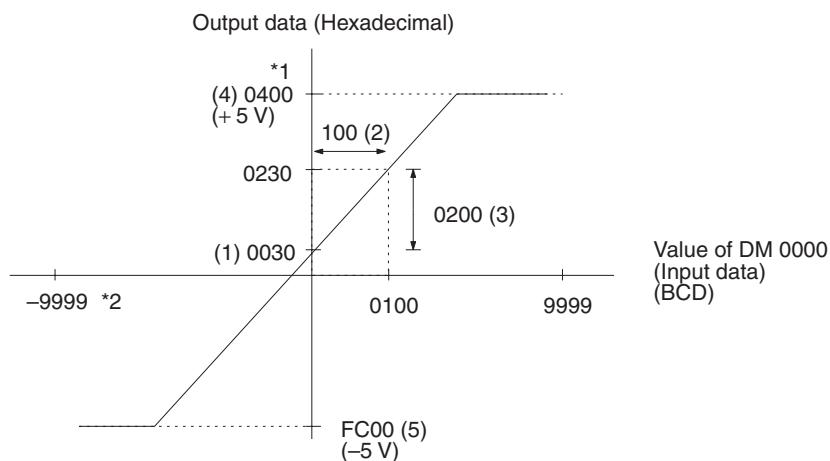 Output data (Hexadecimal)
*1
(4) 0400
(+ 5 V)
100 (2)
0230
0200 (3)
(1) 0030
Value of DM 0000
(Input data)
(BCD)
–9999 *2
0100
9999
FC00 (5)
(–5 V)